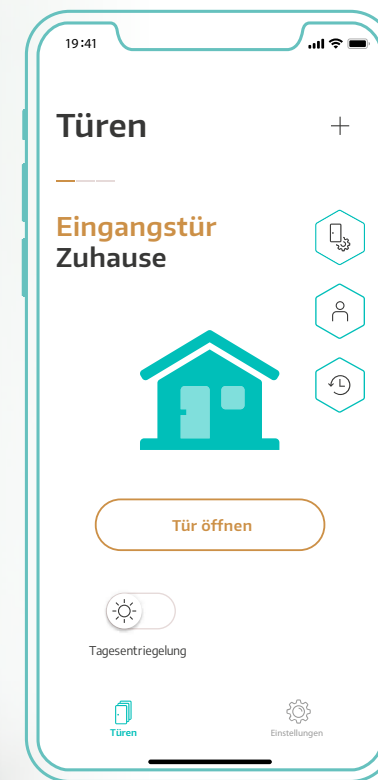 19:41
Türen
Eingangstür
Zuhause
Tür öffnen
Tagesentriegelung
Türen
Einstellungen